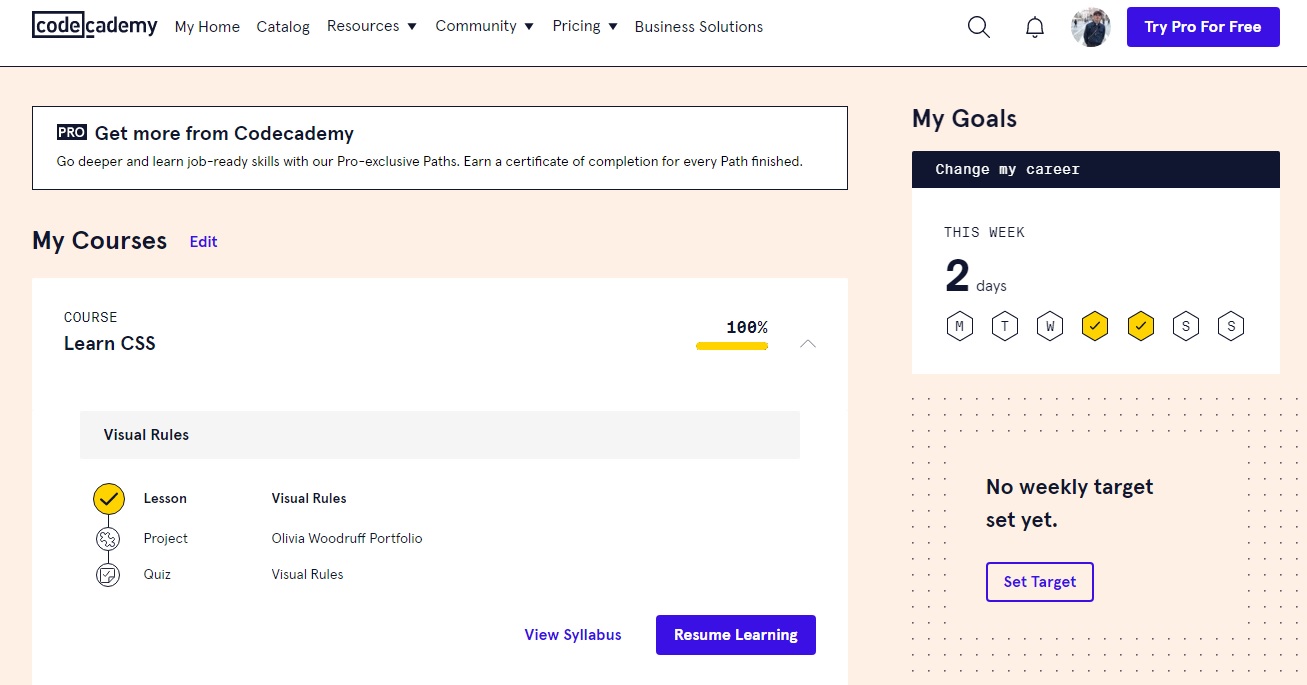 codecademy
My Home Catalog Resources Community Pricing Business Solutions
Try Pro For Free
PRO Get more from Codecademy
Go deeper and learn job-ready skills with our Pro-exclusive Paths. Earn a certificate of completion for every Path finished.
My Courses Edit
COURSE
Learn CSS
100%
Visual Rules
Lesson Visual Rules
Project Olivia Woodruff Portfolio
Quiz Visual Rules
View Syllabus Resume Learning
My Goals
Change my career
THIS WEEK
2 days
M T W S S
No weekly target
set yet.
Set Target